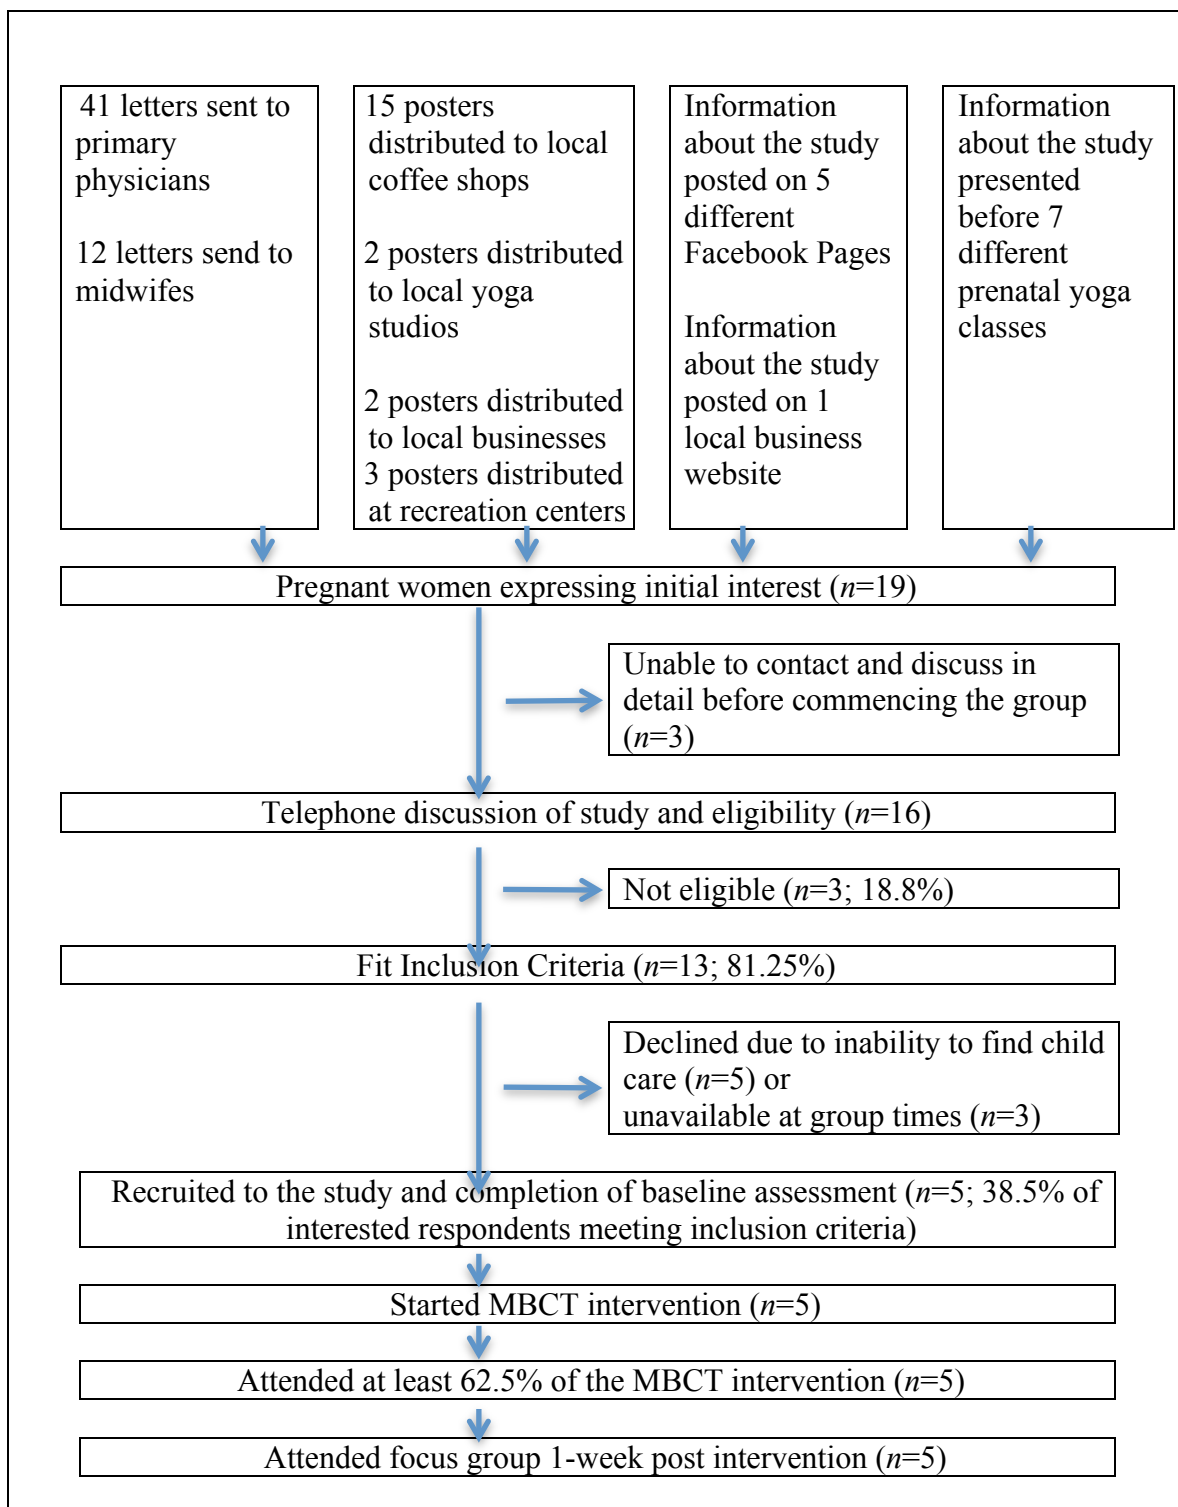 41 letters sent to
primary
physicians
12 letters send to
midwifes
15 posters
distributed to local
coffee shops
2 posters distributed
to local yoga
studios
2 posters distributed
to local businesses
3 posters distributed
at recreation centers
Information
about the study
posted on 5
different
Facebook Pages
Information
about the study
posted on 1
local business
website
Information
about the study
presented
before 7
different
prenatal yoga
classes
Pregnant women expressing initial interest (n=19)
Unable to contact and discuss in
detail before commencing the group
(n=3)
Telephone discussion of study and eligibility (n=16)
Not eligible (n=3; 18.8%)
Fit Inclusion Criteria (n=13; 81.25%)
Declined due to inability to find child
care (n=5) or
unavailable at group times (n=3)
Recruited to the study and completion of baseline assessment (n=5; 38.5% of
interested respondents meeting inclusion criteria)
Started MBCT intervention (n=5)
Attended at least 62.5% of the MBCT intervention (n=5)
Attended focus group 1-week post intervention (n=5)